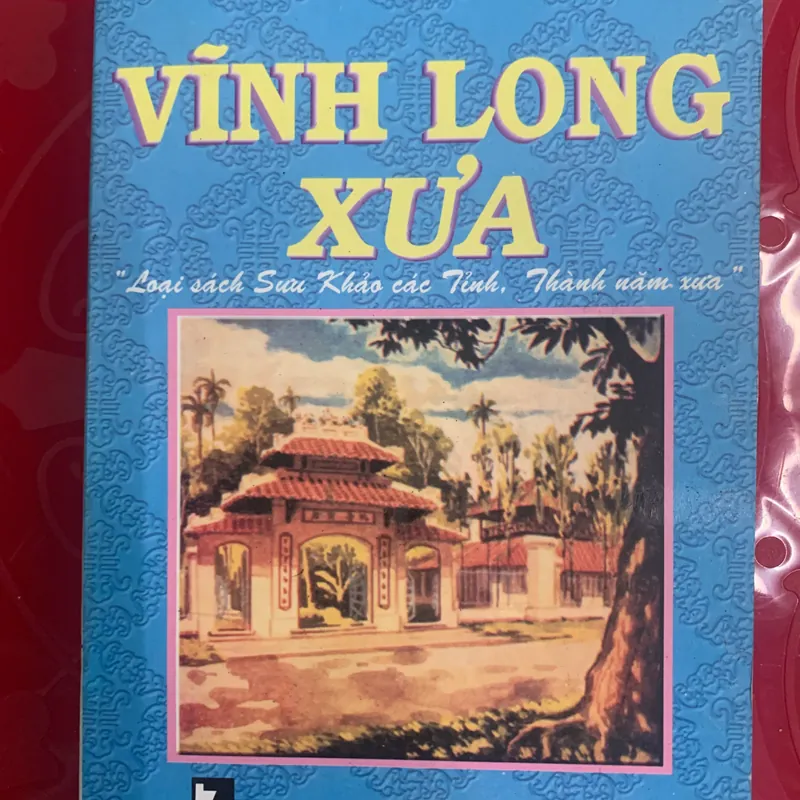 VĨNH LONG
XƯA
"Loại sách Sưu Khảo các Tỉnh, Thành năm xưa"